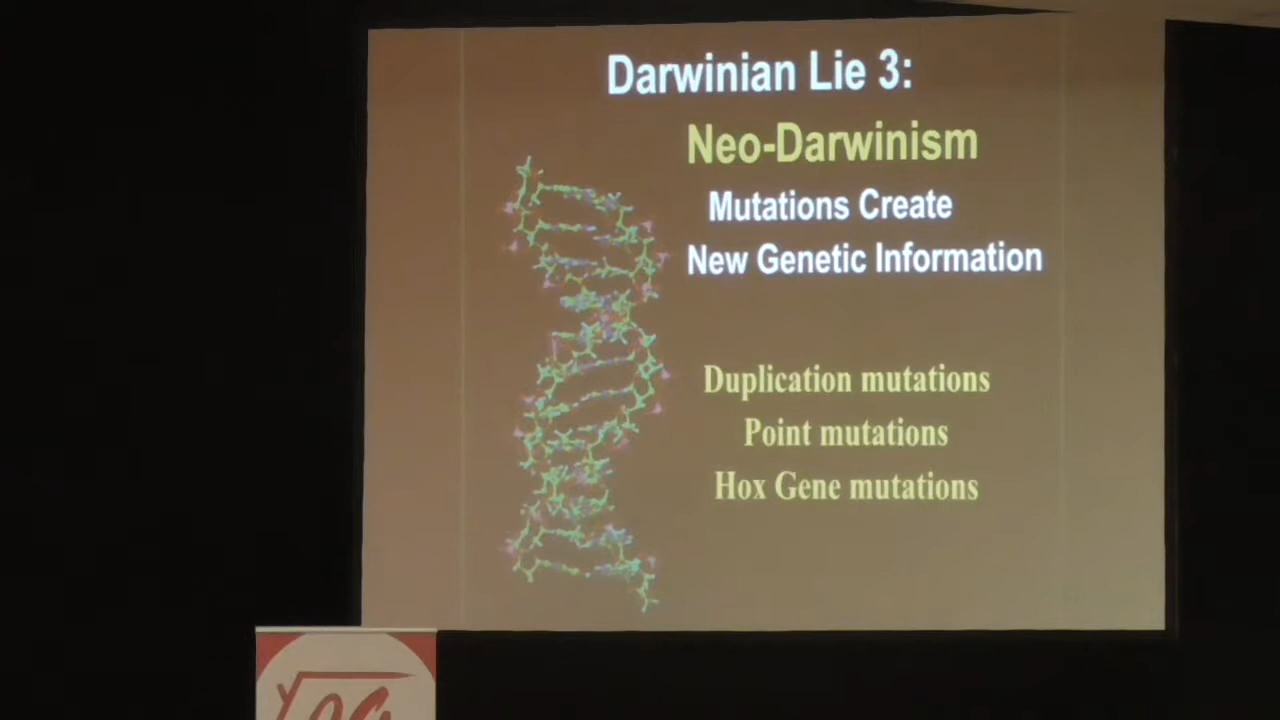 Darwinian Lie 3:
Neo-Darwinism
Mutations Create
New Genetic Information
Duplication mutations
Point mutations
Hox Gene mutations